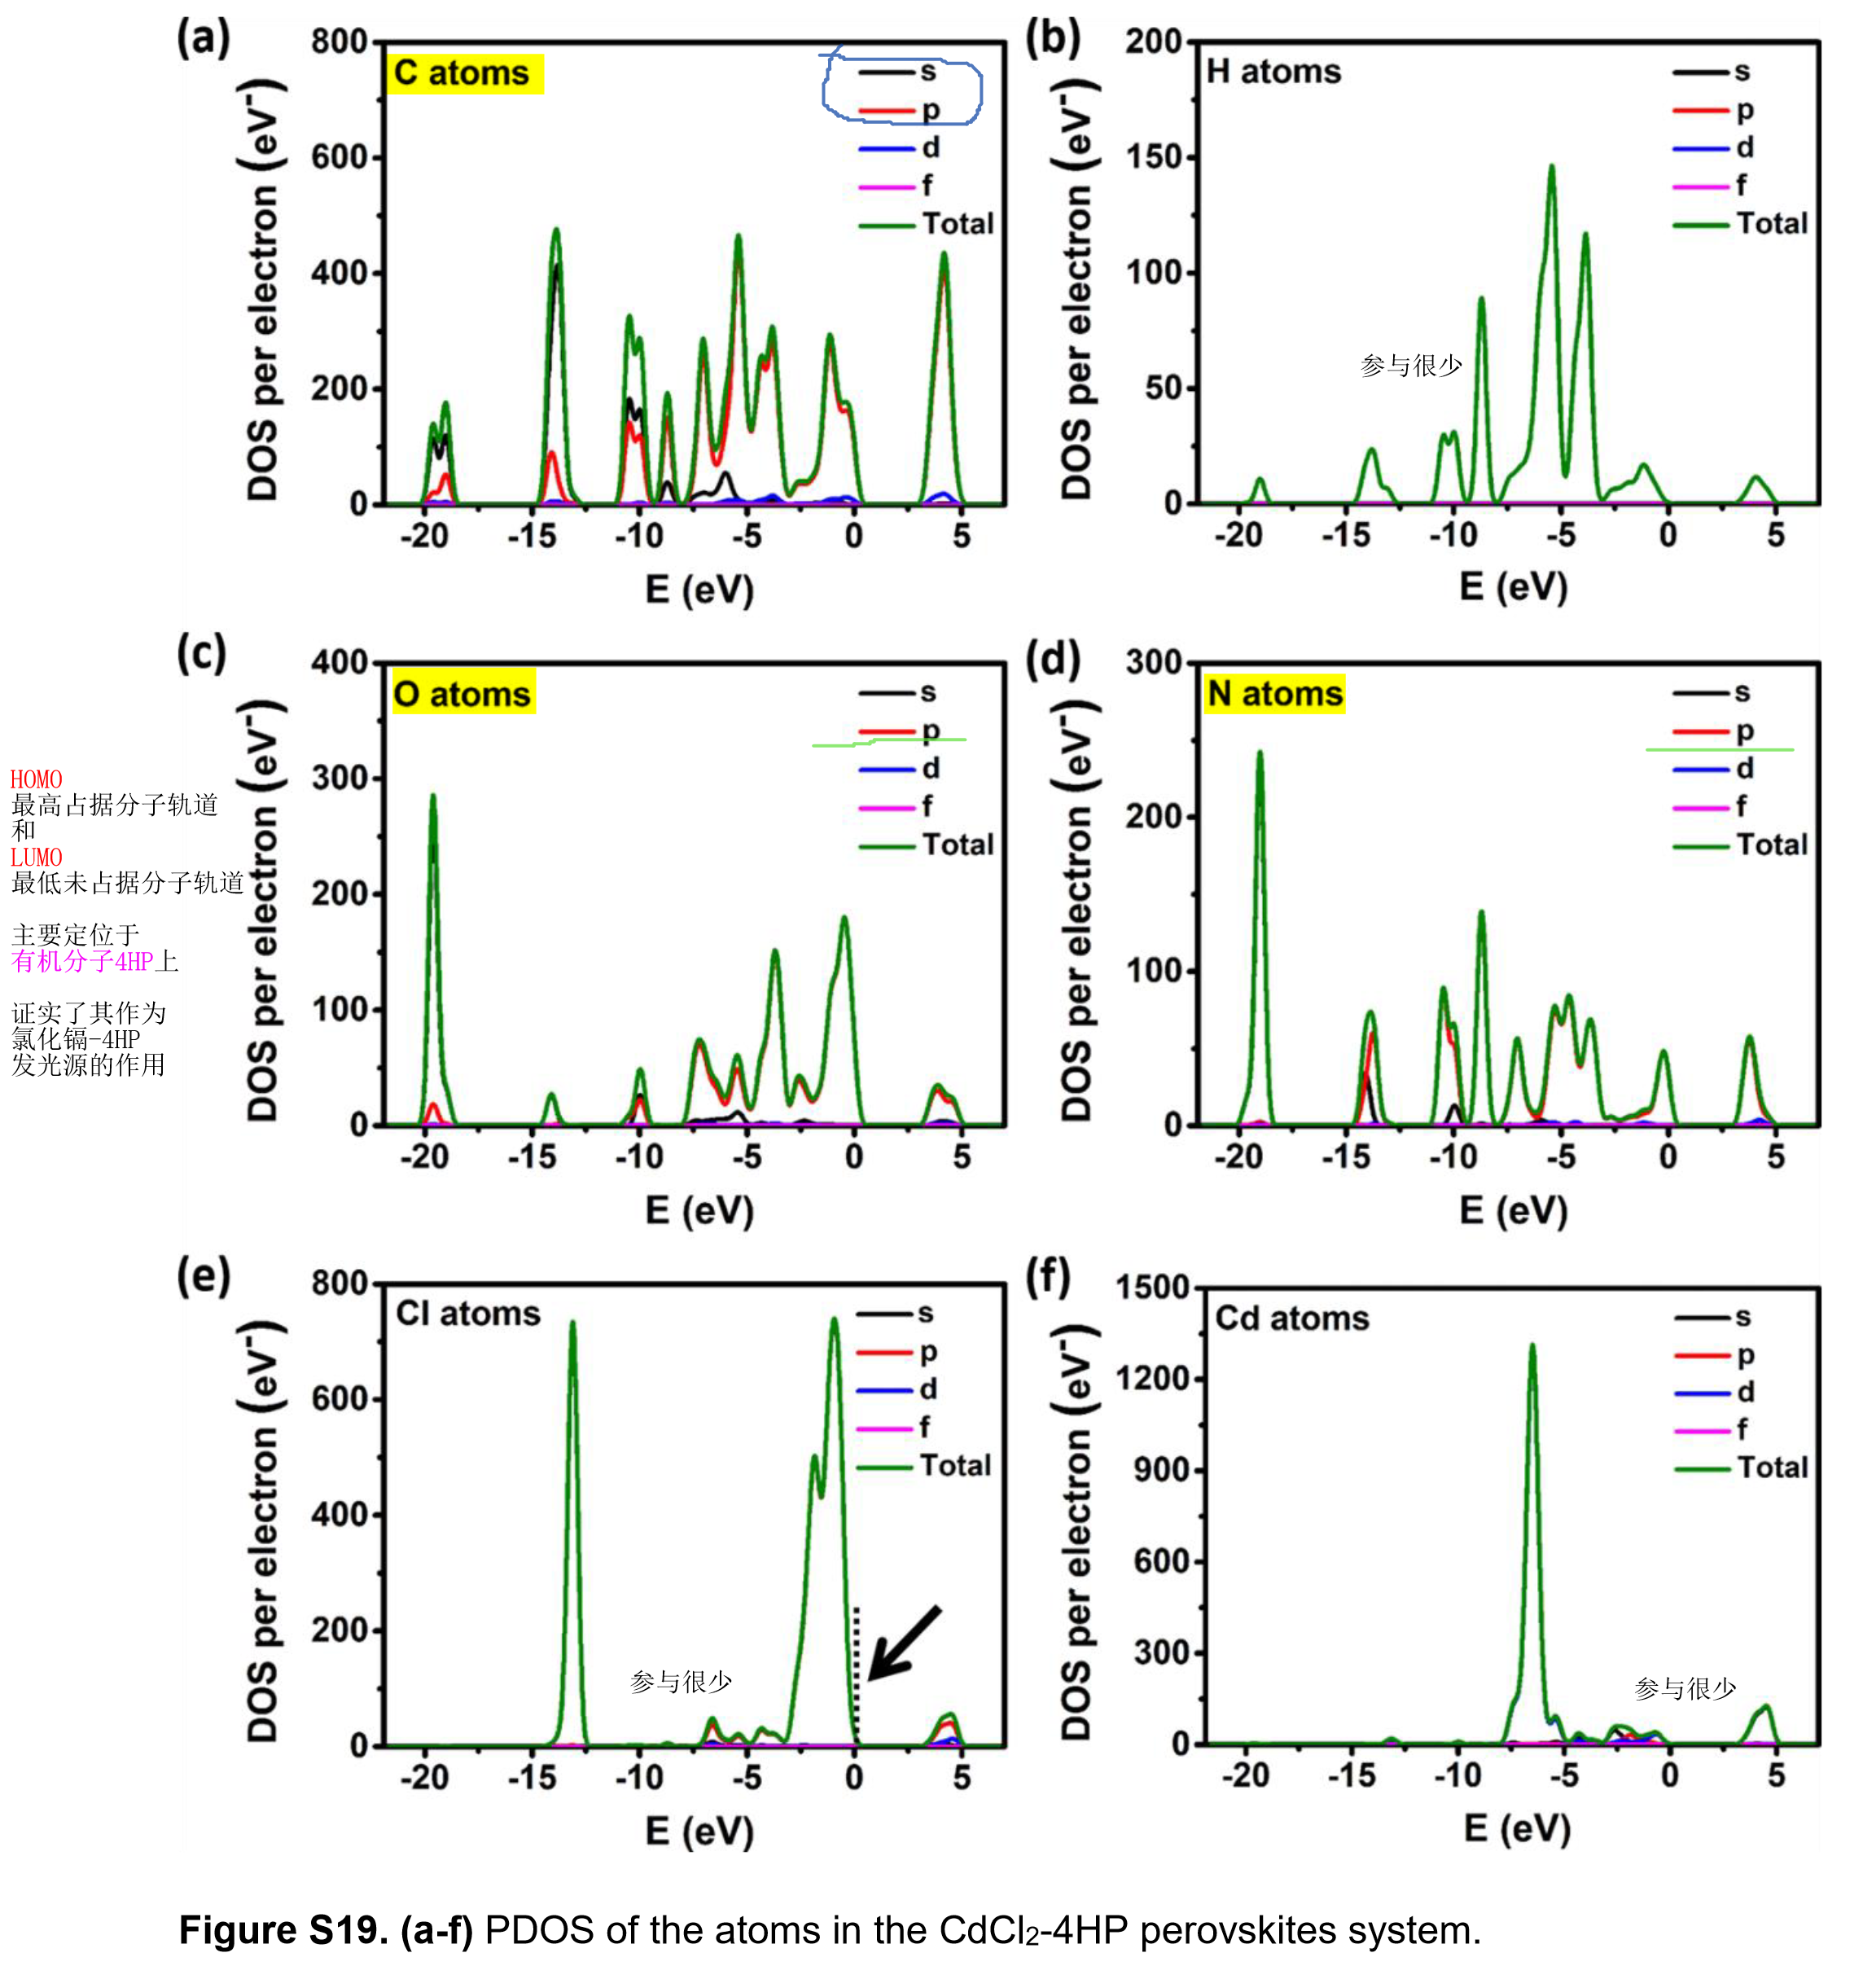 (a)
C atoms
s
p
d
f
Total
800
600
400
200
0
-20 -15 -10 -5 0 5
E (eV)
DOS per electron (eV⁻)
(b)
H atoms
s
p
d
f
Total
200
150
100
50
0
参与很少
-20 -15 -10 -5 0 5
E (eV)
DOS per electron (eV⁻)
(c)
O atoms
s
p
d
f
Total
400
300
200
100
0
-20 -15 -10 -5 0 5
E (eV)
DOS per electron (eV⁻)
(d)
N atoms
s
p
d
f
Total
300
200
100
0
-20 -15 -10 -5 0 5
E (eV)
DOS per electron (eV⁻)
HOMO
最高占据分子轨道
和
LUMO
最低未占据分子轨道
主要定位于
有机分子4HP上
证实了其作为
氯化镉-4HP
发光源的作用
(e)
Cl atoms
s
p
d
f
Total
800
600
400
200
0
参与很少
-20 -15 -10 -5 0 5
E (eV)
DOS per electron (eV⁻)
(f)
Cd atoms
s
p
d
f
Total
1500
1200
900
600
300
0
参与很少
-20 -15 -10 -5 0 5
E (eV)
DOS per electron (eV⁻)
Figure S19. (a-f) PDOS of the atoms in the CdCl₂-4HP perovskites system.